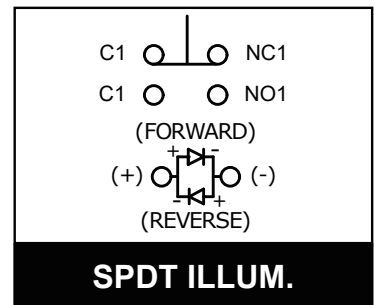 C1 NC1
C1 NO1
(FORWARD)
+ -
(+) (-)
- +
(REVERSE)
SPDT ILLUM.